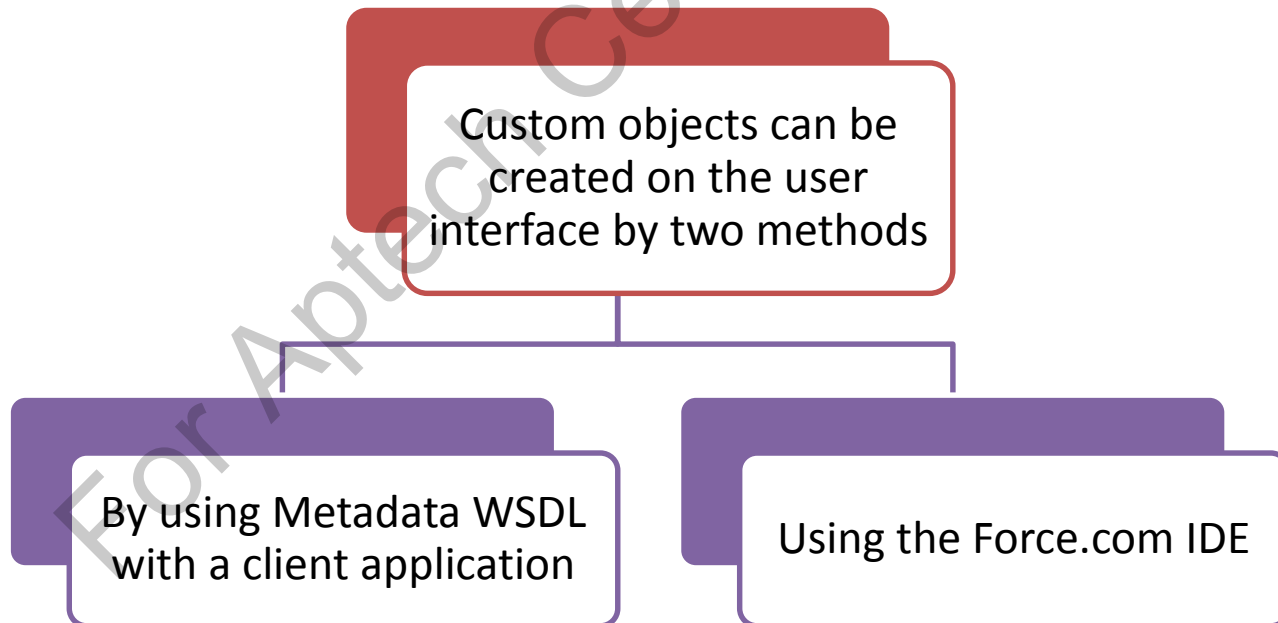 Custom objects can be
created on the user
interface by two methods
By using Metadata WSDL
with a client application
Using the Force.com IDE
For Aptech Ce